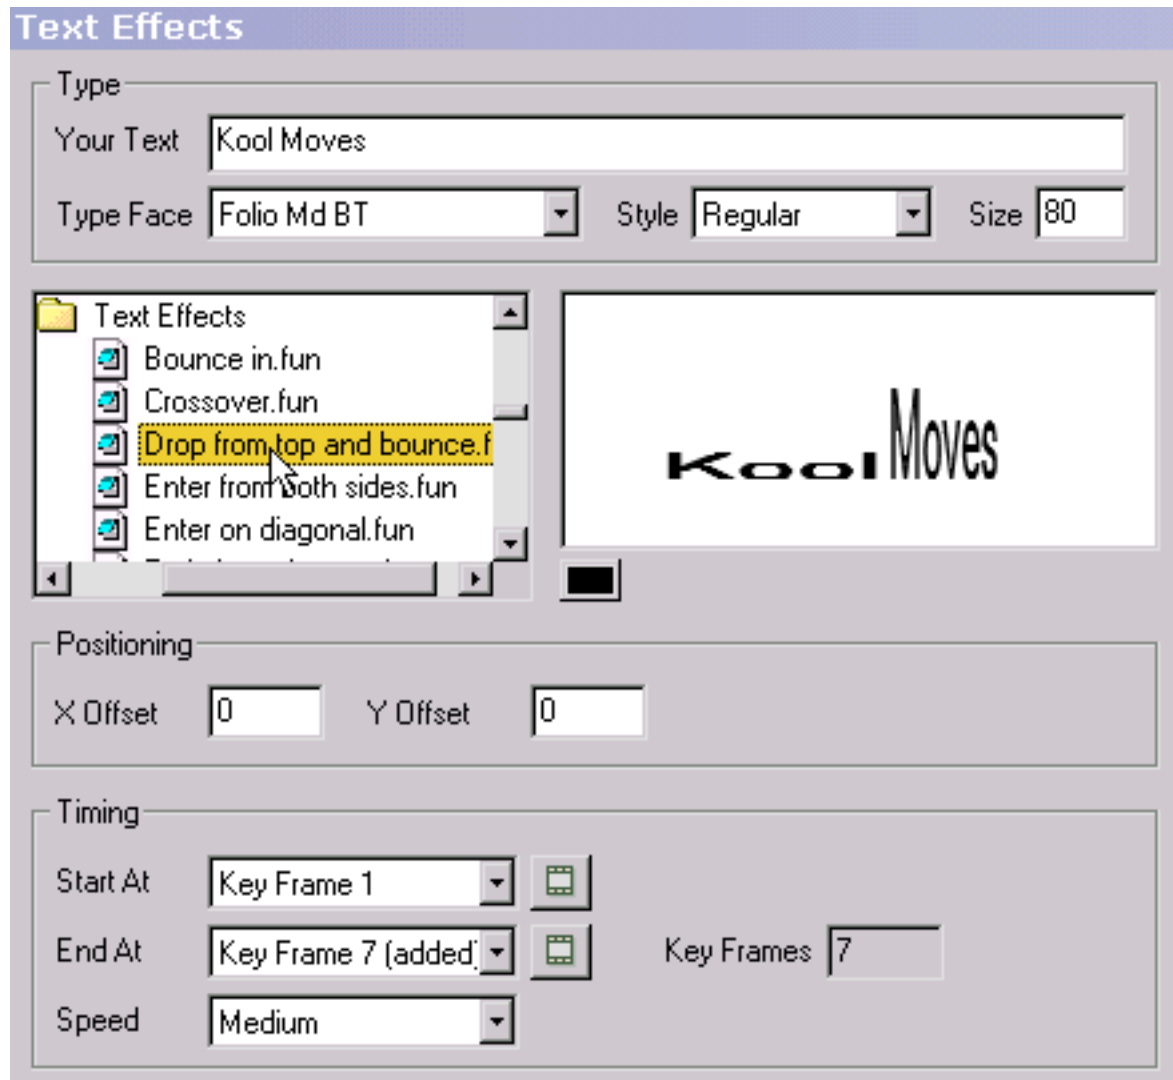 Text Effects
Type
Your Text Kool Moves
Type Face Folio Md BT Style Regular Size 80
Text Effects
Bounce in.fun
Crossover.fun
Drop from top and bounce.f
Enter from both sides.fun
Enter on diagonal.fun
Kool Moves
Positioning
X Offset 0 Y Offset 0
Timing
Start At Key Frame 1
End At Key Frame 7 (added) Key Frames 7
Speed Medium